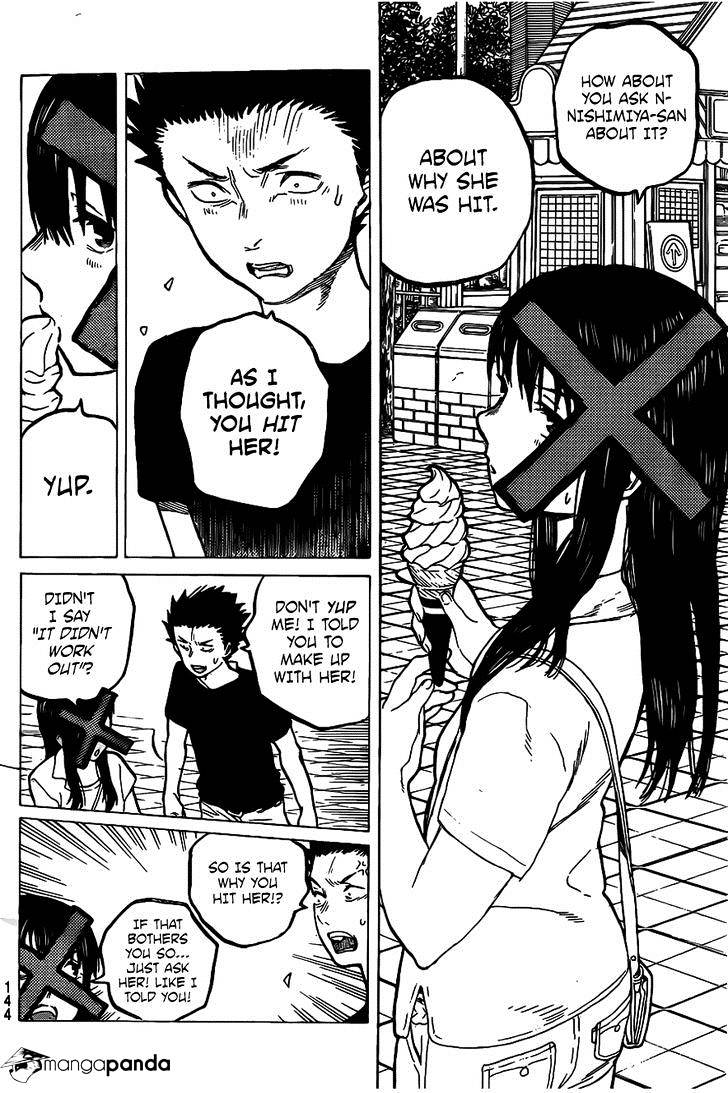 HOW ABOUT
YOU ASK N-
NISHIMIYA-SAN
ABOUT IT?
ABOUT
WHY SHE
WAS HIT.
AS I
THOUGHT,
YOU HIT
HER!
YUP.
DON'T YUP
ME! I TOLD
YOU TO
MAKE UP
WITH HER!
DIDN'T
I SAY
"IT DIDN'T
WORK
OUT"?
SO IS THAT
WHY YOU
HIT HER!?
IF THAT
BOTHERS
YOU SO...
JUST ASK
HER! LIKE I
TOLD YOU!
144
mangapanda